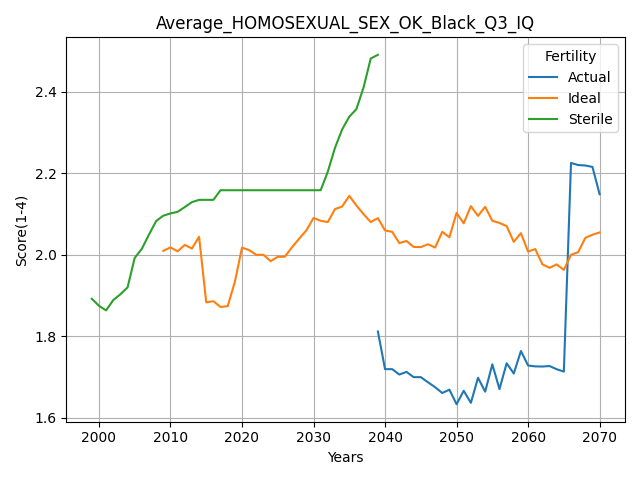 Average_HOMOSEXUAL_SEX_OK_Black_Q3_IQ
Fertility
Actual
Ideal
Sterile
Score(1-4)
2.4
2.2
2.0
1.8
1.6
2000 2010 2020 2030 2040 2050 2060 2070
Years